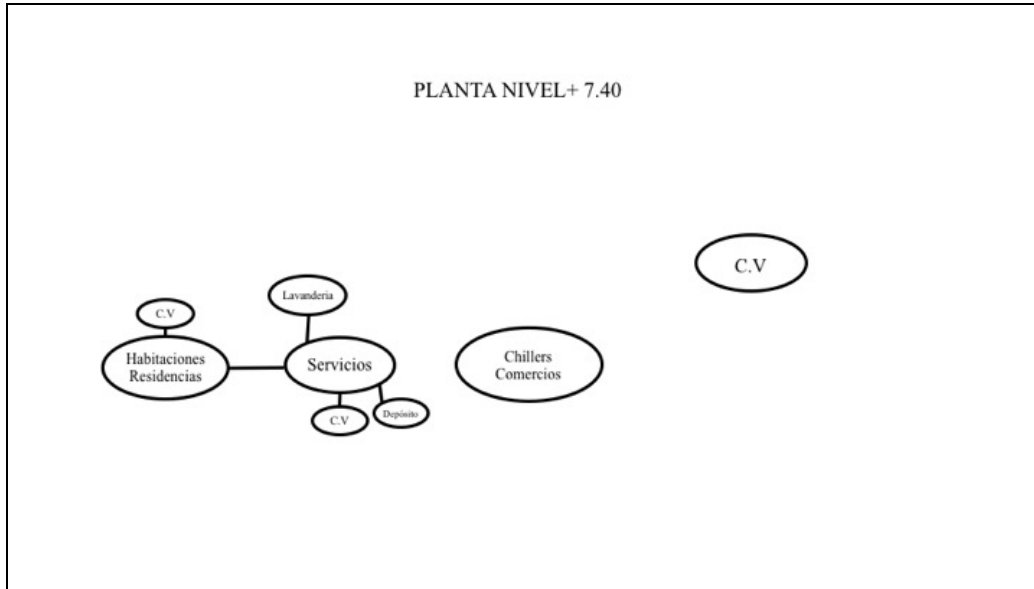 PLANTA NIVEL+ 7.40
C.V
Lavanderia
C.V
Habitaciones
Residencias
Servicios
Chillers
Comercios
C.V
Depósito